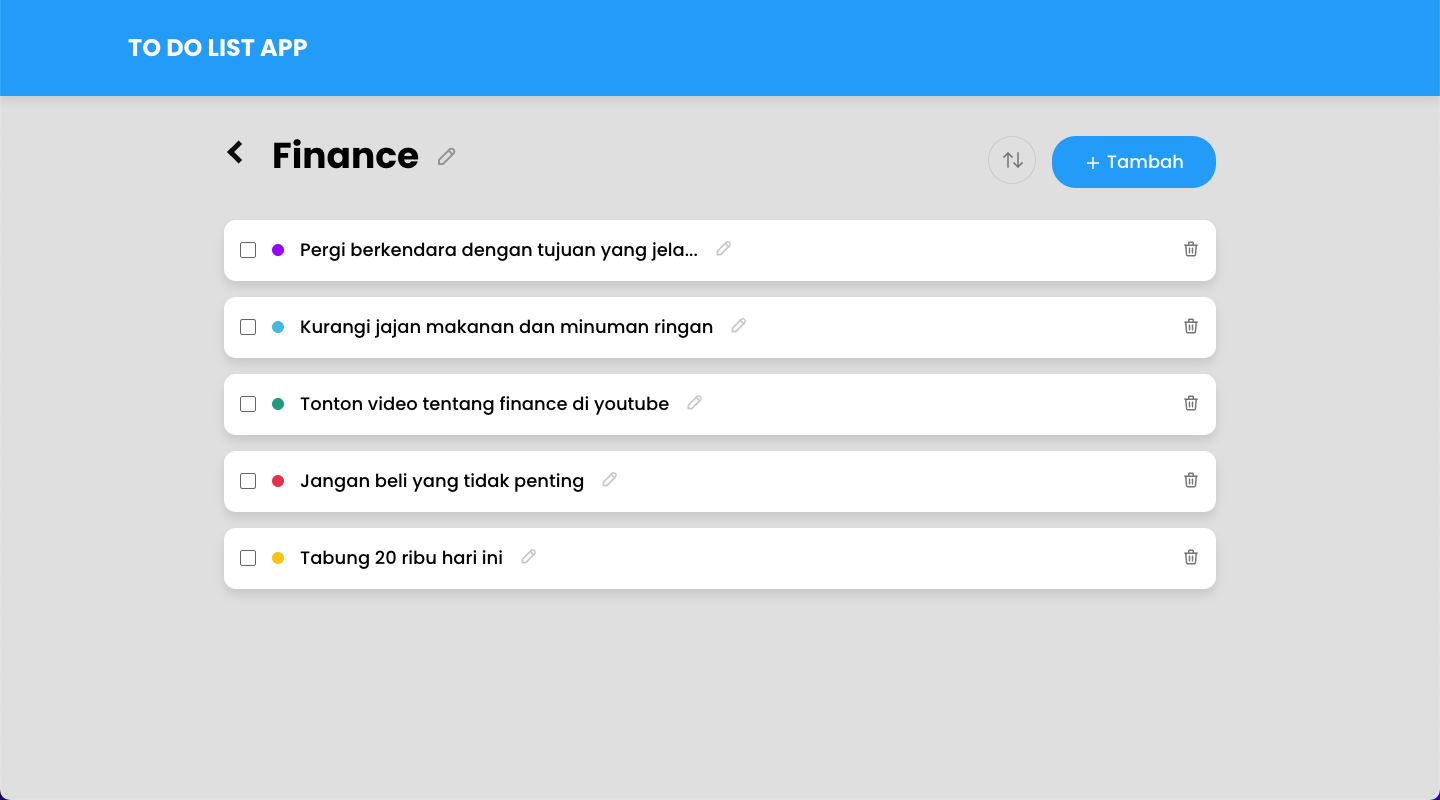 TO DO LIST APP
Finance
+ Tambah
Pergi berkendara dengan tujuan yang jela...
Kurangi jajan makanan dan minuman ringan
Tonton video tentang finance di youtube
Jangan beli yang tidak penting
Tabung 20 ribu hari ini